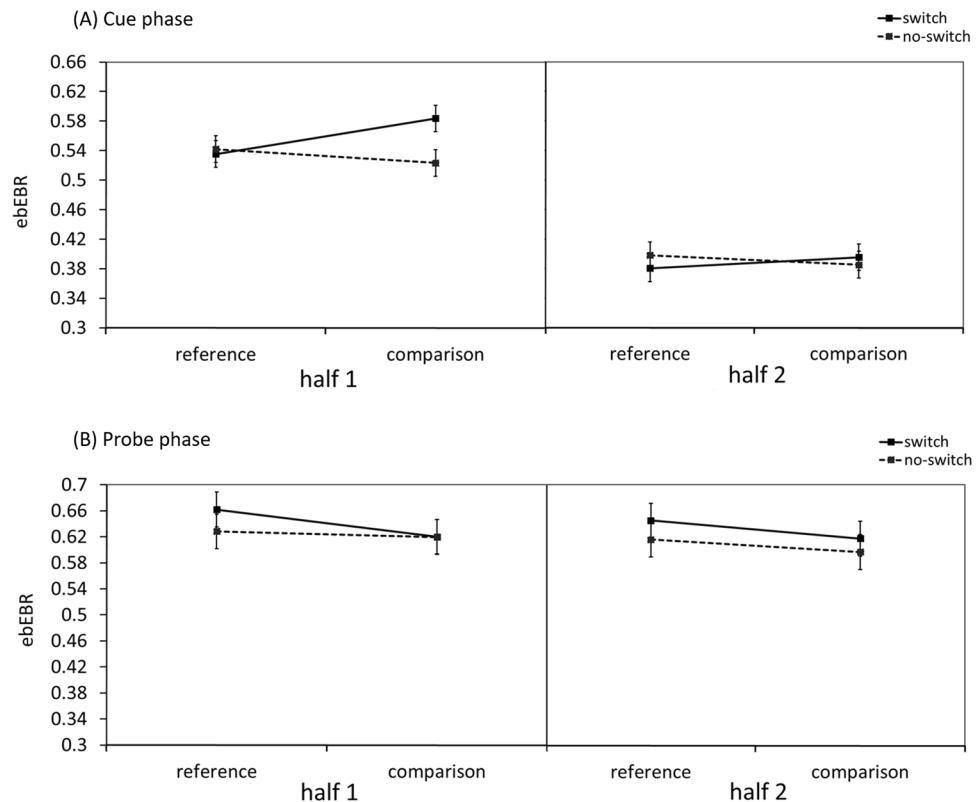 (A) Cue phase
switch
no-switch
0.66
0.62
0.58
0.54
0.5
0.46
0.42
0.38
0.34
0.3
ebEBR
reference
comparison
reference
comparison
half 1
half 2
(B) Probe phase
switch
no-switch
0.7
0.66
0.62
0.58
0.54
0.5
0.46
0.42
0.38
0.34
0.3
ebEBR
reference
comparison
reference
comparison
half 1
half 2